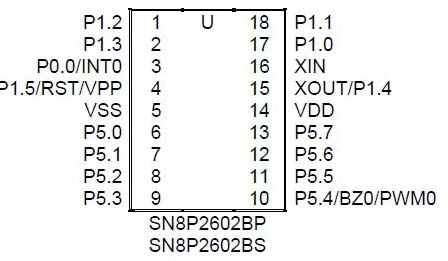 P1.2 1 U 18 P1.1
P1.3 2 17 P1.0
P0.0/INT0 3 16 XIN
P1.5/RST/VPP 4 15 XOUT/P1.4
VSS 5 14 VDD
P5.0 6 13 P5.7
P5.1 7 12 P5.6
P5.2 8 11 P5.5
P5.3 9 10 P5.4/BZ0/PWM0
SN8P2602BP
SN8P2602BS